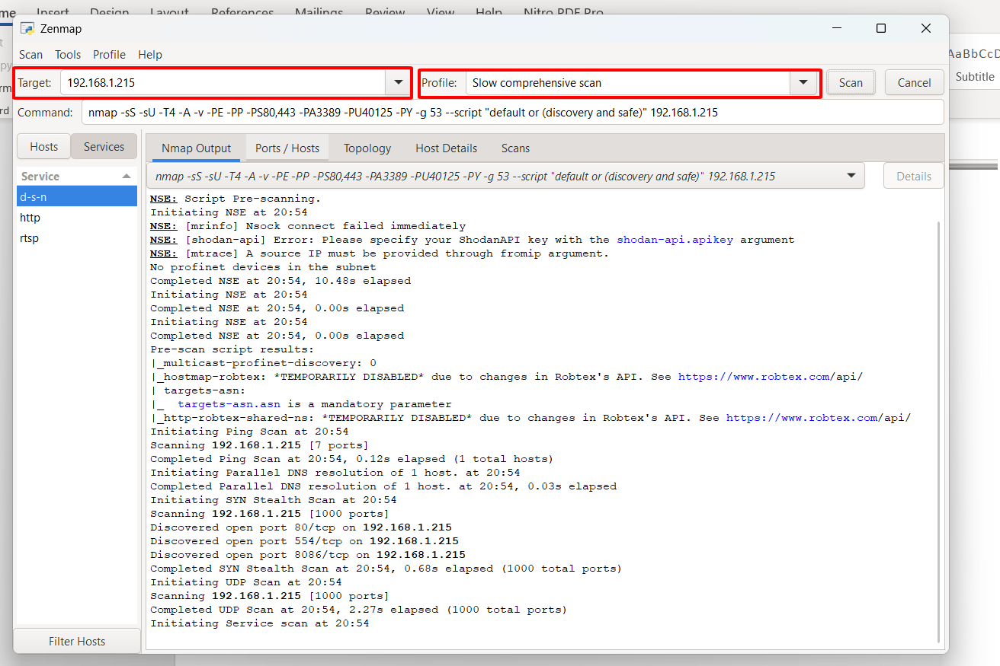 me Insert Design Layout References Mailings Review View Help Nitro PDF Pro
Zenmap
Scan Tools Profile Help
AaBbCcD
Target: 192.168.1.215 Profile: Slow comprehensive scan Scan Cancel
Subtitle
Command: nmap -sS -sU -T4 -A -v -PE -PP -PS80,443 -PA3389 -PU40125 -PY -g 53 --script "default or (discovery and safe)" 192.168.1.215
Hosts Services
Nmap Output Ports / Hosts Topology Host Details Scans
Service
d-s-n
http
rtsp
nmap -sS -sU -T4 -A -v -PE -PP -PS80,443 -PA3389 -PU40125 -PY -g 53 --script "default or (discovery and safe)" 192.168.1.215 Details
NSE: Script Pre-scanning.
Initiating NSE at 20:54
NSE: [mrinfo] Nsock connect failed immediately
NSE: [shodan-api] Error: Please specify your ShodanAPI key with the shodan-api.apikey argument
NSE: [mtrace] A source IP must be provided through fromip argument.
No profinet devices in the subnet
Completed NSE at 20:54, 10.48s elapsed
Initiating NSE at 20:54
Completed NSE at 20:54, 0.00s elapsed
Initiating NSE at 20:54
Completed NSE at 20:54, 0.00s elapsed
Pre-scan script results:
|_multicast-profinet-discovery: 0
|_hostmap-robtex: *TEMPORARILY DISABLED* due to changes in Robtex's API. See https://www.robtex.com/api/
| targets-asn:
|_  targets-asn.asn is a mandatory parameter
|_http-robtex-shared-ns: *TEMPORARILY DISABLED* due to changes in Robtex's API. See https://www.robtex.com/api/
Initiating Ping Scan at 20:54
Scanning 192.168.1.215 [7 ports]
Completed Ping Scan at 20:54, 0.12s elapsed (1 total hosts)
Initiating Parallel DNS resolution of 1 host. at 20:54
Completed Parallel DNS resolution of 1 host. at 20:54, 0.03s elapsed
Initiating SYN Stealth Scan at 20:54
Scanning 192.168.1.215 [1000 ports]
Discovered open port 80/tcp on 192.168.1.215
Discovered open port 554/tcp on 192.168.1.215
Discovered open port 8086/tcp on 192.168.1.215
Completed SYN Stealth Scan at 20:54, 0.68s elapsed (1000 total ports)
Initiating UDP Scan at 20:54
Scanning 192.168.1.215 [1000 ports]
Completed UDP Scan at 20:54, 2.27s elapsed (1000 total ports)
Initiating Service scan at 20:54
Filter Hosts